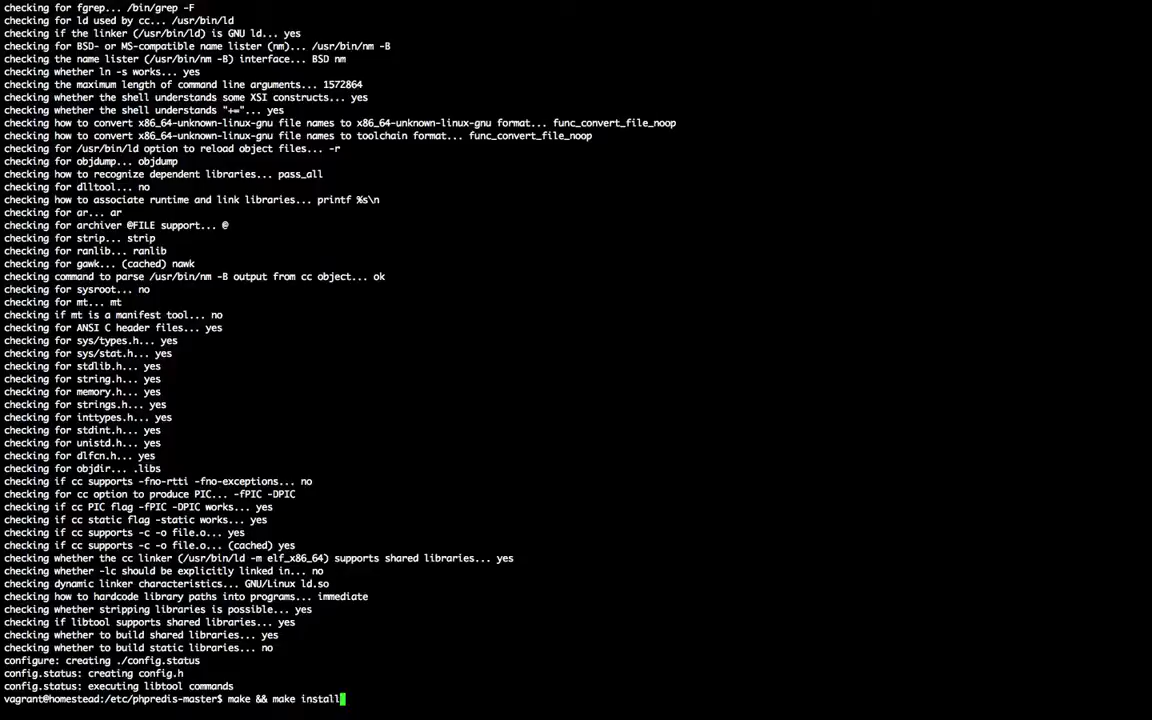 checking for fgrep... /bin/grep -F
checking for ld used by cc... /usr/bin/ld
checking if the linker (/usr/bin/ld) is GNU ld... yes
checking for BSD- or MS-compatible name lister (nm)... /usr/bin/nm -B
checking the name lister (/usr/bin/nm -B) interface... BSD nm
checking whether ln -s works... yes
checking the maximum length of command line arguments... 1572864
checking whether the shell understands some XSI constructs... yes
checking whether the shell understands "+="... yes
checking how to convert x86_64-unknown-linux-gnu file names to x86_64-unknown-linux-gnu format... func_convert_file_noop
checking how to convert x86_64-unknown-linux-gnu file names to toolchain format... func_convert_file_noop
checking for /usr/bin/ld option to reload object files... -r
checking for objdump... objdump
checking how to recognize dependent libraries... pass_all
checking for dlltool... no
checking how to associate runtime and link libraries... printf %s\n
checking for ar... ar
checking for archiver @FILE support... @
checking for strip... strip
checking for ranlib... ranlib
checking for gawk... (cached) nawk
checking command to parse /usr/bin/nm -B output from cc object... ok
checking for sysroot... no
checking for mt... mt
checking if mt is a manifest tool... no
checking for ANSI C header files... yes
checking for sys/types.h... yes
checking for sys/stat.h... yes
checking for stdlib.h... yes
checking for string.h... yes
checking for memory.h... yes
checking for strings.h... yes
checking for inttypes.h... yes
checking for stdint.h... yes
checking for unistd.h... yes
checking for dlfcn.h... yes
checking for objdir... .libs
checking if cc supports -fno-rtti -fno-exceptions... no
checking for cc option to produce PIC... -fPIC -DPIC
checking if cc PIC flag -fPIC -DPIC works... yes
checking if cc static flag -static works... yes
checking if cc supports -c -o file.o... yes
checking if cc supports -c -o file.o... (cached) yes
checking whether the cc linker (/usr/bin/ld -m elf_x86_64) supports shared libraries... yes
checking whether -lc should be explicitly linked in... no
checking dynamic linker characteristics... GNU/Linux ld.so
checking how to hardcode library paths into programs... immediate
checking whether stripping libraries is possible... yes
checking if libtool supports shared libraries... yes
checking whether to build shared libraries... yes
checking whether to build static libraries... no
configure: creating ./config.status
config.status: creating config.h
config.status: executing libtool commands
vagrant@homestead:/etc/phpredis-master$ make && make install